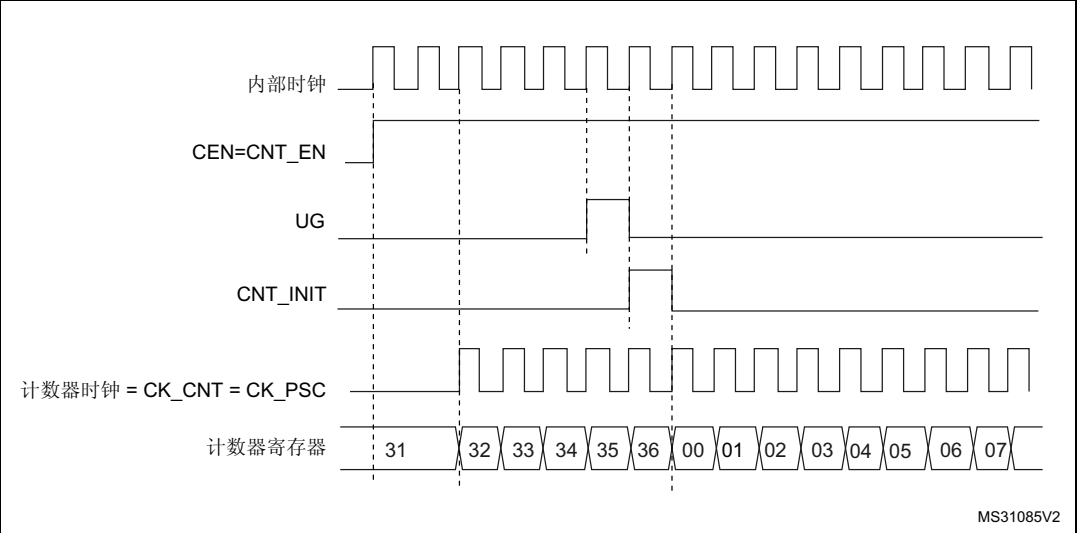 内部时钟
CEN=CNT_EN
UG
CNT_INIT
计数器时钟 = CK_CNT = CK_PSC
计数器寄存器 31 32 33 34 35 36 00 01 02 03 04 05 06 07
MS31085V2